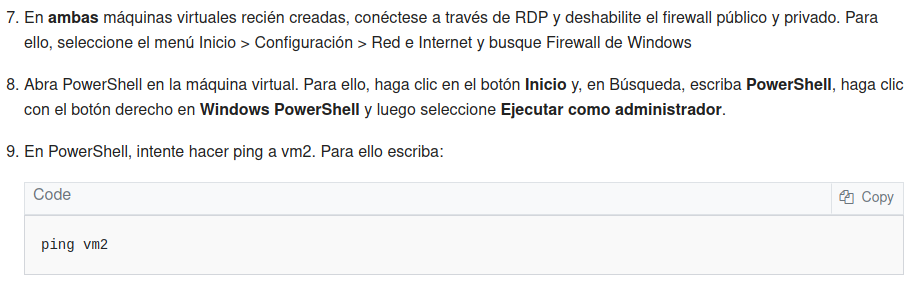 7. En ambas máquinas virtuales recién creadas, conéctese a través de RDP y deshabilite el firewall público y privado. Para
ello, seleccione el menú Inicio > Configuración > Red e Internet y busque Firewall de Windows
8. Abra PowerShell en la máquina virtual. Para ello, haga clic en el botón Inicio y, en Búsqueda, escriba PowerShell, haga clic
con el botón derecho en Windows PowerShell y luego seleccione Ejecutar como administrador.
9. En PowerShell, intente hacer ping a vm2. Para ello escriba:
Code Copy
ping vm2